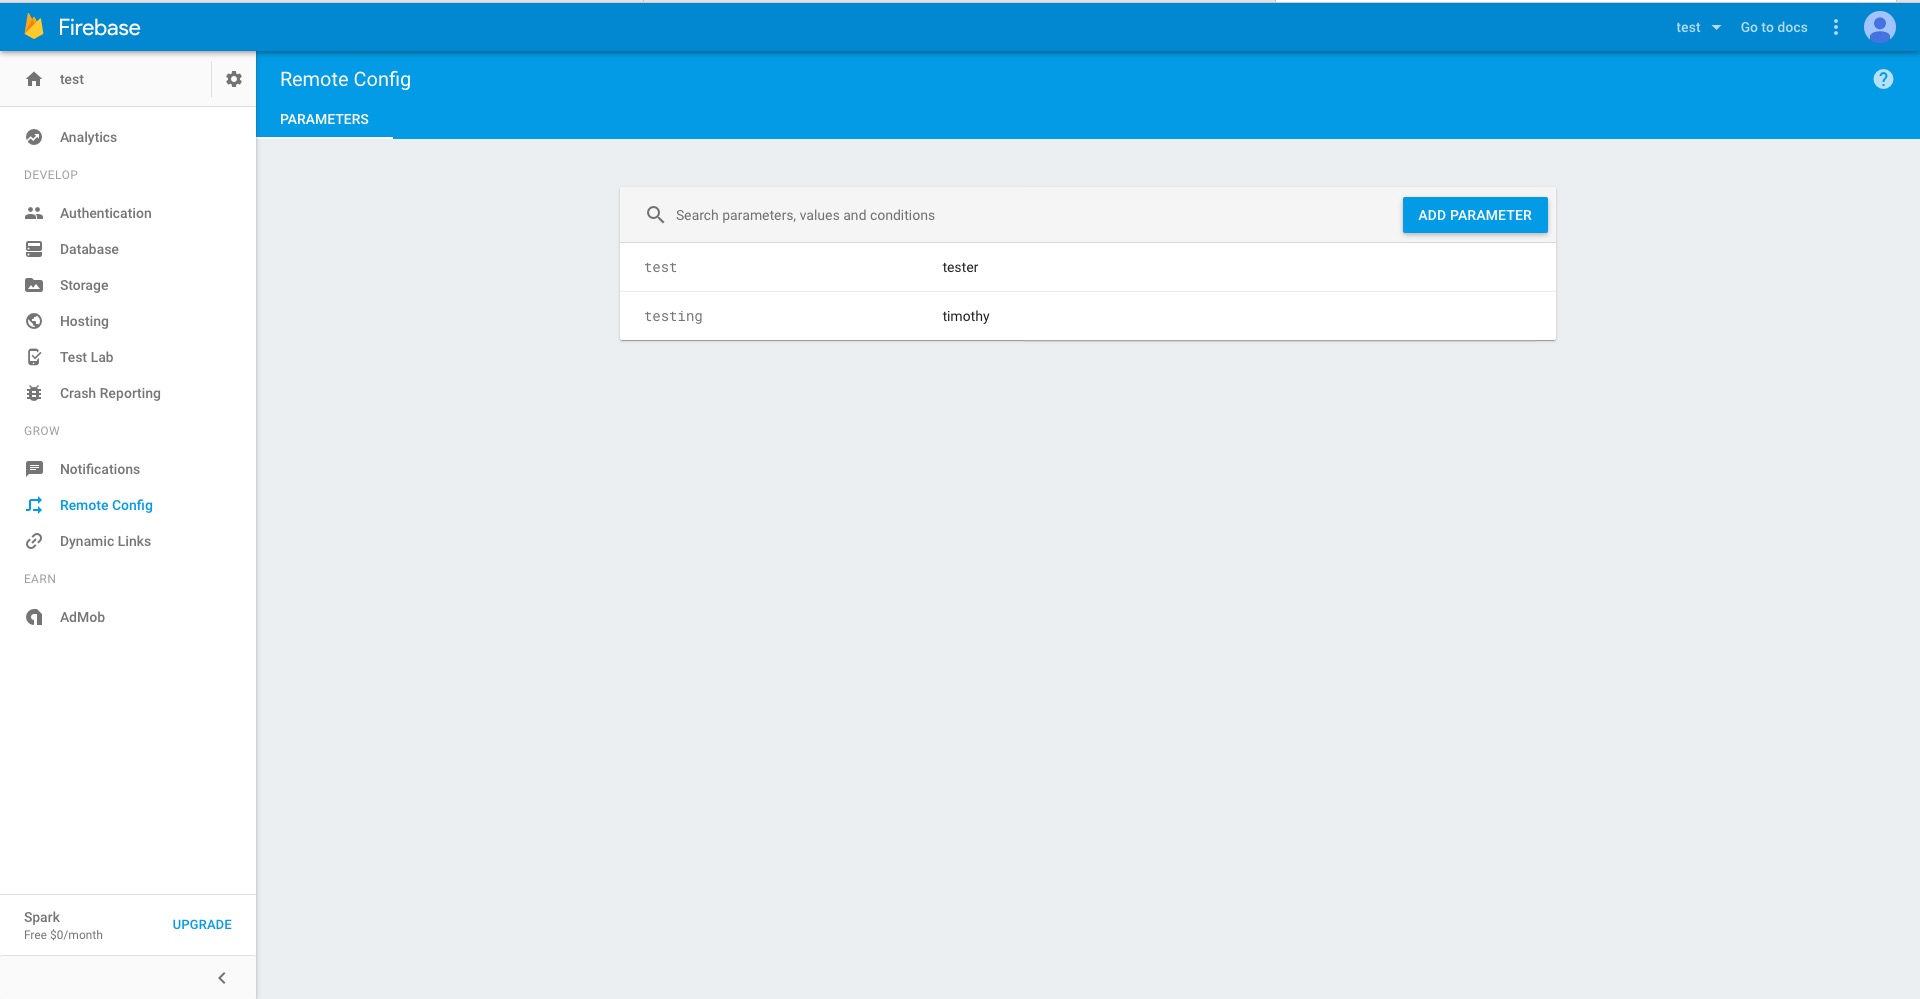 Firebase
test
Go to docs
test
Remote Config
PARAMETERS
Analytics
DEVELOP
Authentication
Database
Storage
Hosting
Test Lab
Crash Reporting
GROW
Notifications
Remote Config
Dynamic Links
EARN
AdMob
Spark
Free $0/month
UPGRADE
Search parameters, values and conditions
ADD PARAMETER
test tester
testing timothy